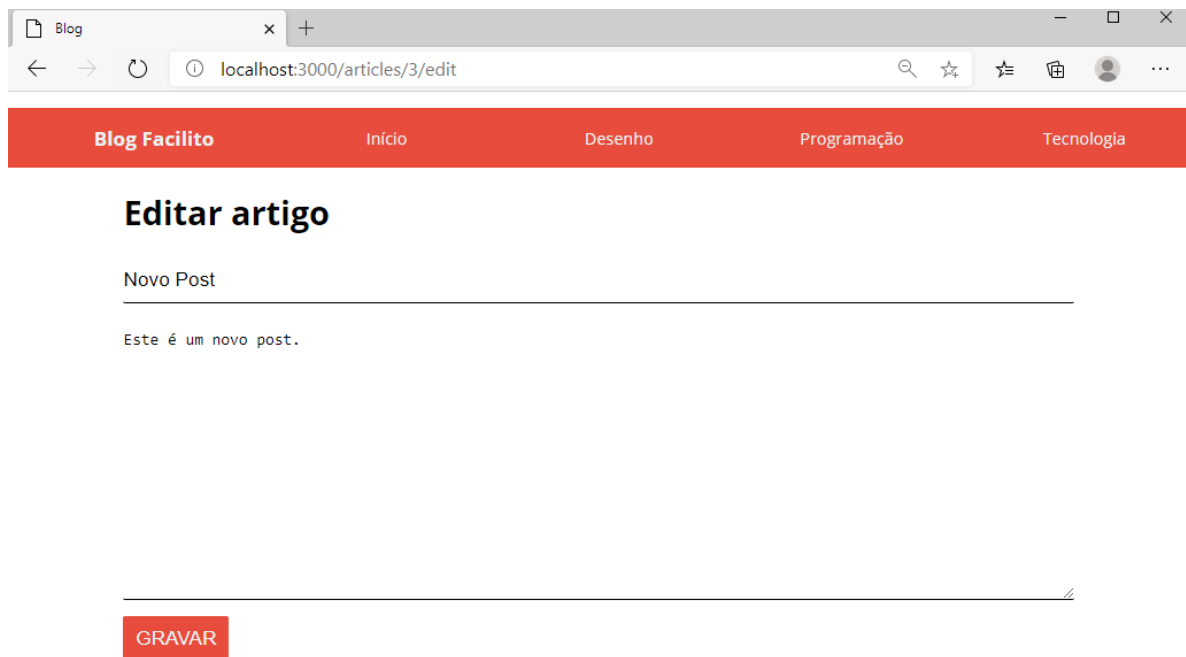 Blog
localhost:3000/articles/3/edit
Blog Facilito Início Desenho Programação Tecnologia
Editar artigo
Novo Post
Este é um novo post.
GRAVAR